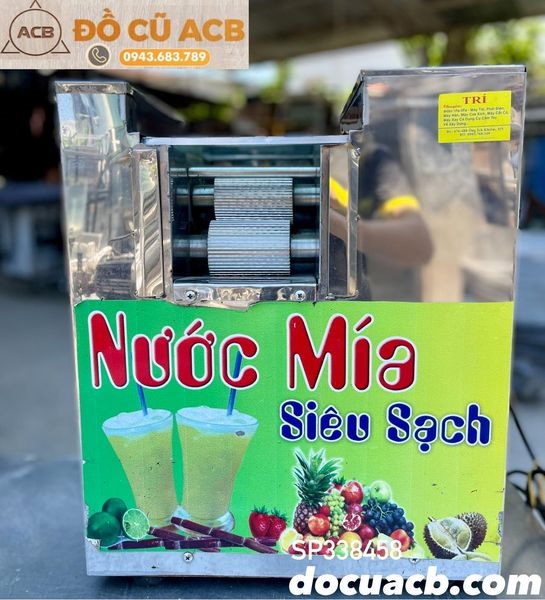 ACB
ĐỒ CŨ ACB
0943.683.789
TRÍ
Nước Mía
Siêu Sạch
SP338458
docuacb.com